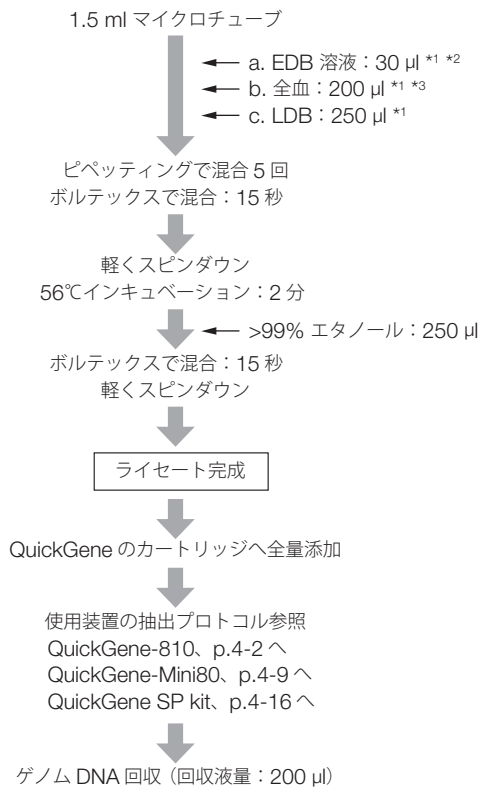 1.5 ml マイクロチューブ
a. EDB 溶液：30 µl *1 *2
b. 全血：200 µl *1 *3
c. LDB：250 µl *1
ピペッティングで混合 5 回
ボルテックスで混合：15 秒
軽くスピンダウン
56℃インキュベーション：2 分
>99% エタノール：250 µl
ボルテックスで混合：15 秒
軽くスピンダウン
ライセート完成
QuickGene のカートリッジへ全量添加
使用装置の抽出プロトコル参照
QuickGene-810、p.4-2 へ
QuickGene-Mini80、p.4-9 へ
QuickGene SP kit、p.4-16 へ
ゲノム DNA 回収（回収液量：200 µl）